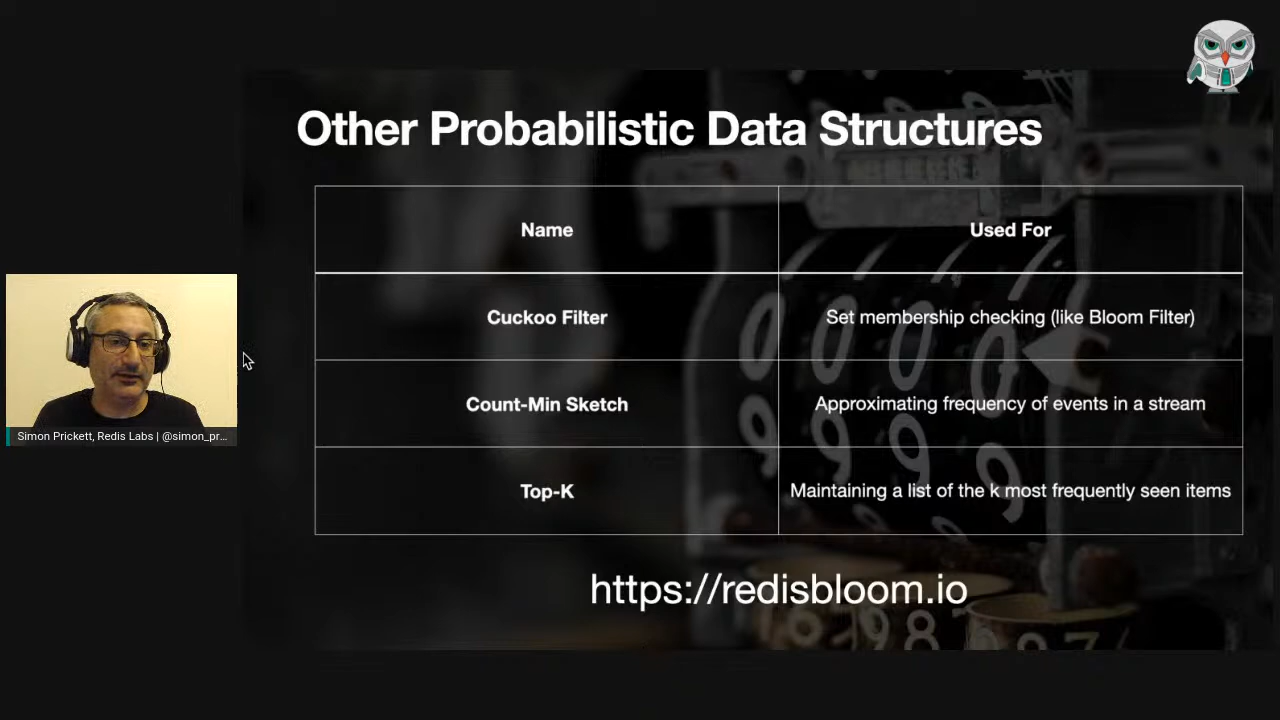 Other Probabilistic Data Structures
Name
Used For
Cuckoo Filter
Set membership checking (like Bloom Filter)
Count-Min Sketch
Approximating frequency of events in a stream
Top-K
Maintaining a list of the k most frequently seen items
https://redisbloom.io
Simon Prickett, Redis Labs | @simon_pr...